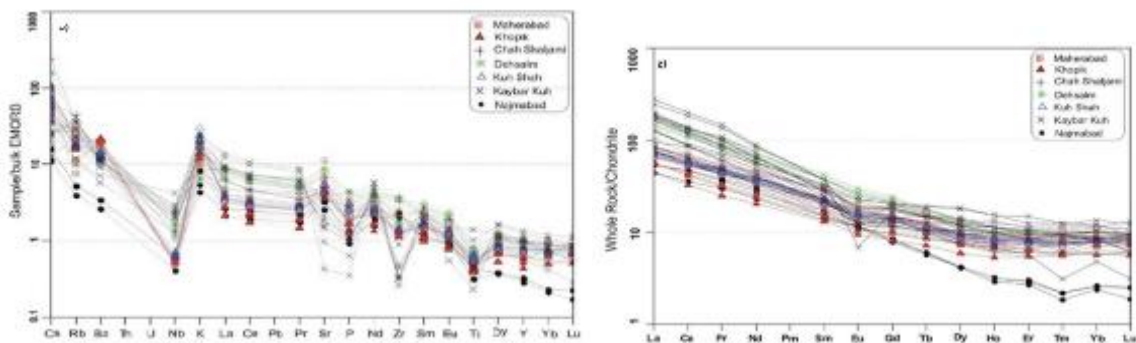 1000
100
10
1
0.1
Sample/bulk EMORB
Maherabad
Khopik
Chah Shaljami
Dehsalm
Kuh Shah
Kaybar Kuh
Najmabad
Cs Rb Ba Th U Nb K La Ce Pb Pr Sr P Nd Zr Sm Eu Ti Dy Y Yb Lu
1000
100
10
1
Whole Rock/Chondrite
Maherabad
Khopik
Chah Shaljami
Dehsalm
Kuh Shah
Kaybar Kuh
Najmabad
La Ce Pr Nd Pm Sm Eu Gd Tb Dy Ho Er Tm Yb Lu